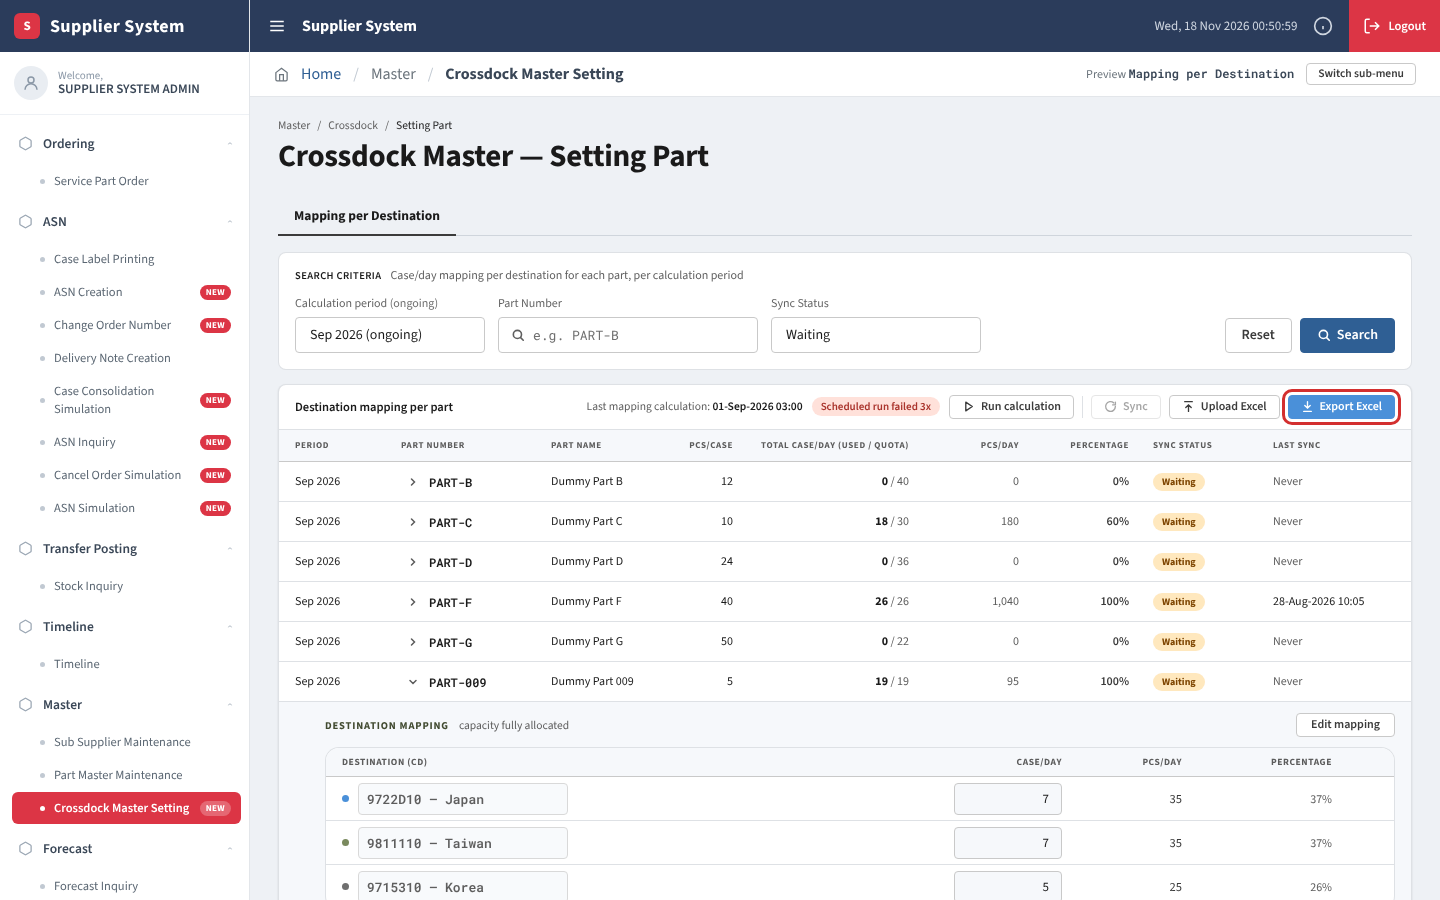 S Supplier System
Supplier System
Wed, 18 Nov 2026 00:50:59
Logout
Welcome,
SUPPLIER SYSTEM ADMIN
Home / Master / Crossdock Master Setting
Preview Mapping per Destination
Switch sub-menu
Ordering
Service Part Order
ASN
Case Label Printing
ASN Creation NEW
Change Order Number NEW
Delivery Note Creation
Case Consolidation
Simulation NEW
ASN Inquiry NEW
Cancel Order Simulation NEW
ASN Simulation NEW
Transfer Posting
Stock Inquiry
Timeline
Timeline
Master
Sub Supplier Maintenance
Part Master Maintenance
Crossdock Master Setting NEW
Forecast
Forecast Inquiry
Master / Crossdock / Setting Part
Crossdock Master — Setting Part
Mapping per Destination
SEARCH CRITERIA Case/day mapping per destination for each part, per calculation period
Calculation period (ongoing) Part Number Sync Status
Sep 2026 (ongoing) e.g. PART-B Waiting Reset Search
Destination mapping per part Last mapping calculation: 01-Sep-2026 03:00 Scheduled run failed 3x Run calculation Sync Upload Excel Export Excel
PERIOD PART NUMBER PART NAME PCS/CASE TOTAL CASE/DAY (USED / QUOTA) PCS/DAY PERCENTAGE SYNC STATUS LAST SYNC
Sep 2026 PART-B Dummy Part B 12 0 / 40 0 0% Waiting Never
Sep 2026 PART-C Dummy Part C 10 18 / 30 180 60% Waiting Never
Sep 2026 PART-D Dummy Part D 24 0 / 36 0 0% Waiting Never
Sep 2026 PART-F Dummy Part F 40 26 / 26 1,040 100% Waiting 28-Aug-2026 10:05
Sep 2026 PART-G Dummy Part G 50 0 / 22 0 0% Waiting Never
Sep 2026 PART-009 Dummy Part 009 5 19 / 19 95 100% Waiting Never
DESTINATION MAPPING capacity fully allocated Edit mapping
DESTINATION (CD) CASE/DAY PCS/DAY PERCENTAGE
9722D10 — Japan 7 35 37%
9811110 — Taiwan 7 35 37%
9715310 — Korea 5 25 26%